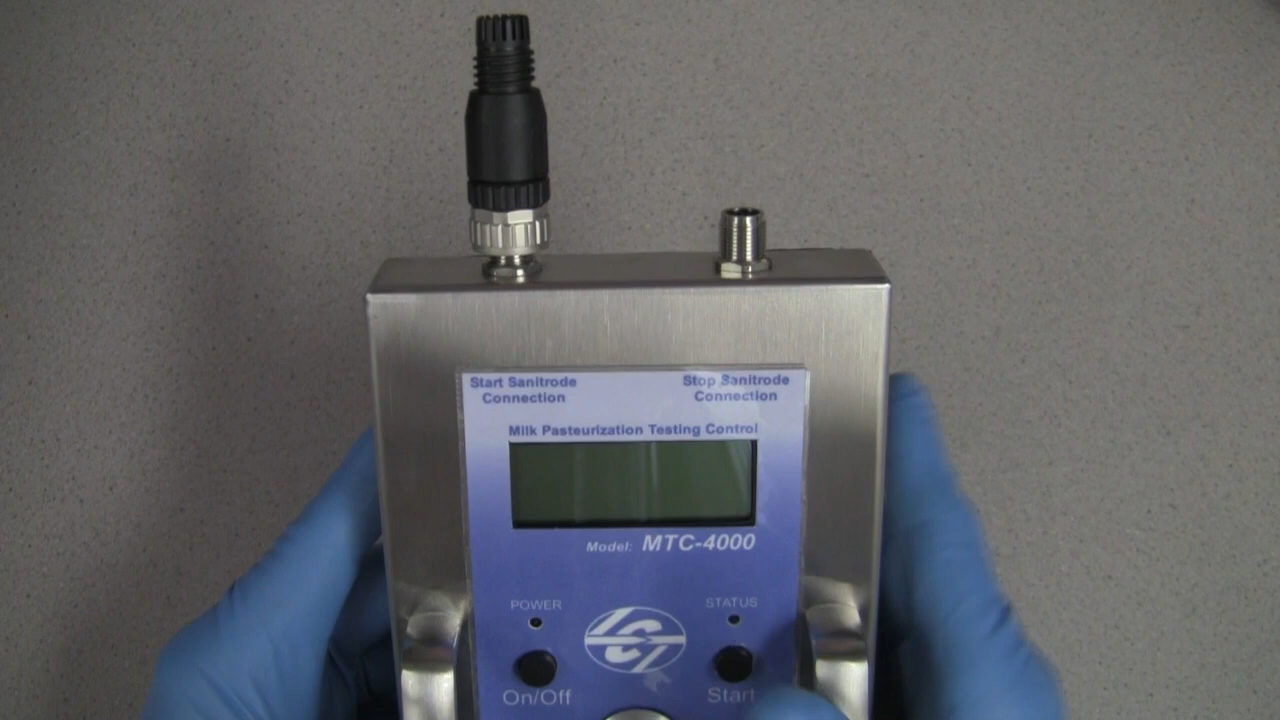 Start Sanitrode
Connection
Stop Sanitrode
Connection
Milk Pasteurization Testing Control
Model: MTC-4000
POWER
STATUS
On/Off
Start